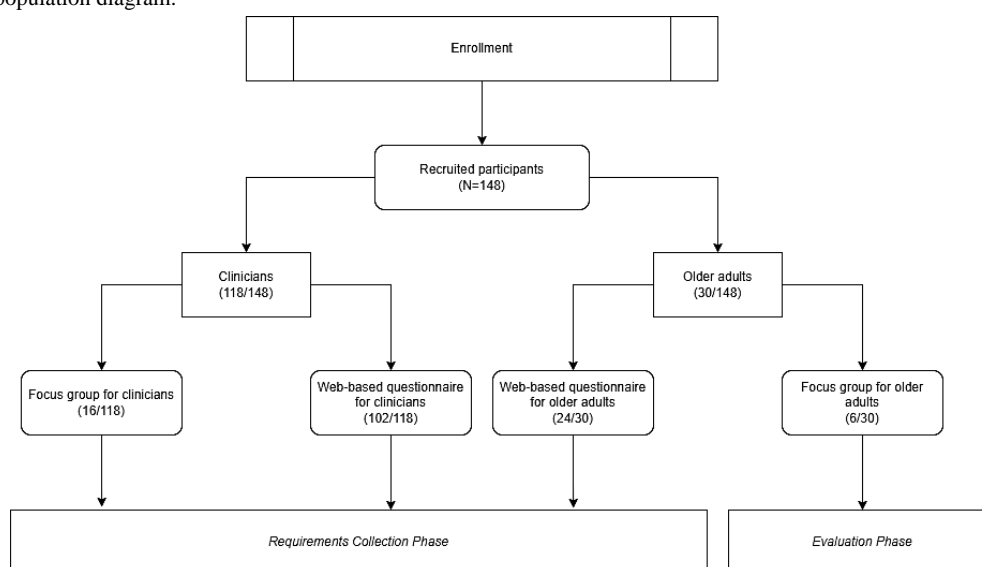 population diagram.
Enrollment
Recruited participants
(N=148)
Clinicians
(118/148)
Older adults
(30/148)
Focus group for clinicians
(16/118)
Web-based questionnaire
for clinicians
(102/118)
Web-based questionnaire
for older adults
(24/30)
Focus group for older
adults
(6/30)
Requirements Collection Phase
Evaluation Phase